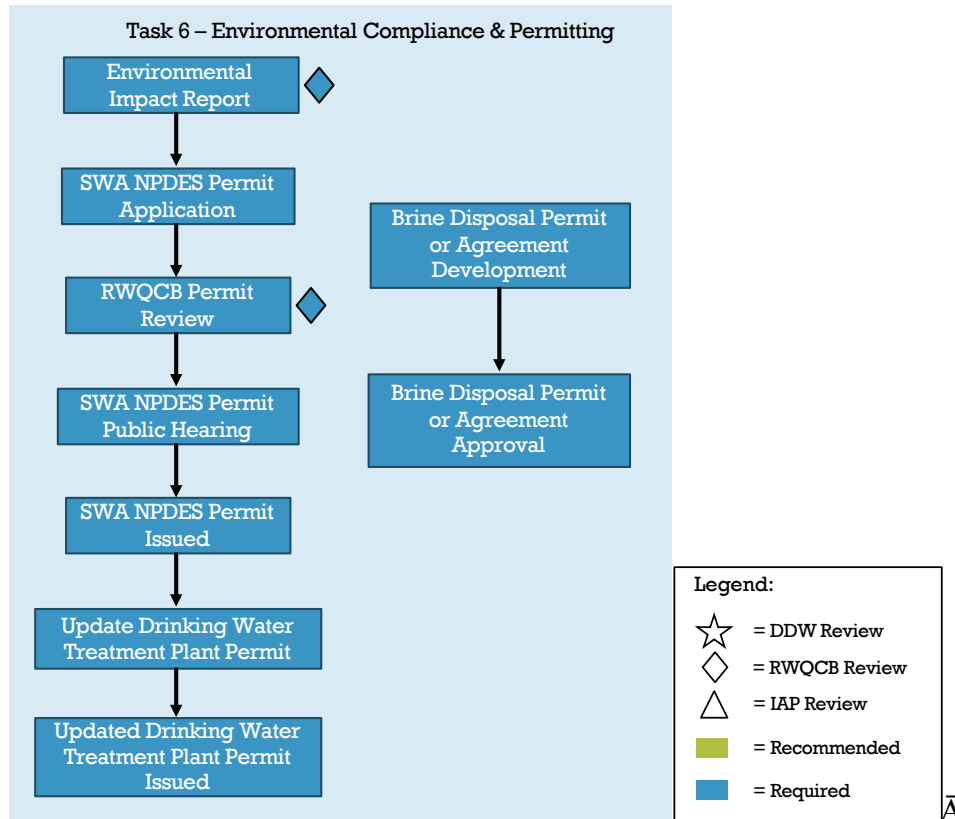 Task 6 – Environmental Compliance & Permitting
Environmental
Impact Report
SWA NPDES Permit
Application
RWQCB Permit
Review
SWA NPDES Permit
Public Hearing
SWA NPDES Permit
Issued
Update Drinking Water
Treatment Plant Permit
Updated Drinking Water
Treatment Plant Permit
Issued
Brine Disposal Permit
or Agreement
Development
Brine Disposal Permit
or Agreement
Approval
Legend:
= DDW Review
= RWQCB Review
= IAP Review
= Recommended
= Required